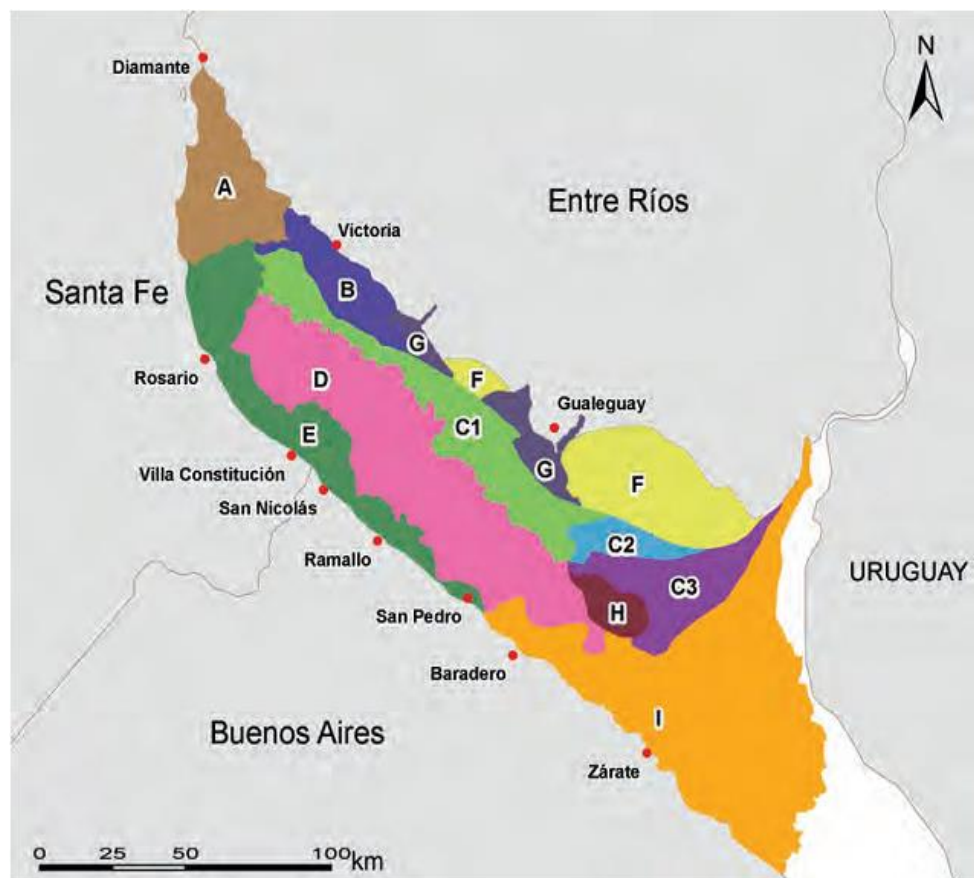 N
Diamante
A
Entre Ríos
Victoria
Santa Fe
B
G
Rosario
D
F
Gualeguay
C1
E
Villa Constitución
G
F
San Nicolás
Ramallo
C2
URUGUAY
C3
San Pedro
H
Baradero
I
Buenos Aires
Zárate
0 25 50 100 km